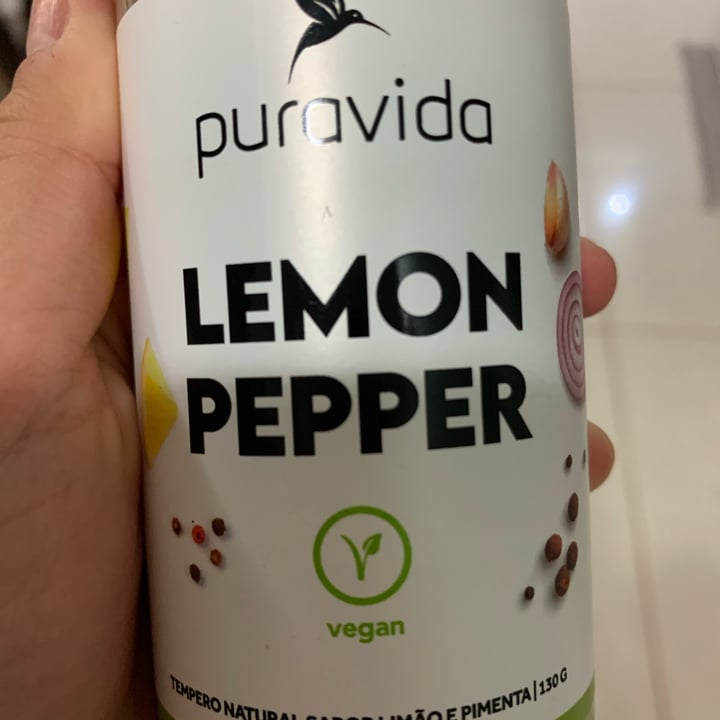 puravida
LEMON
PEPPER
vegan
TEMPERO NATURAL SABOR LIMÃO E PIMENTA | 130 G